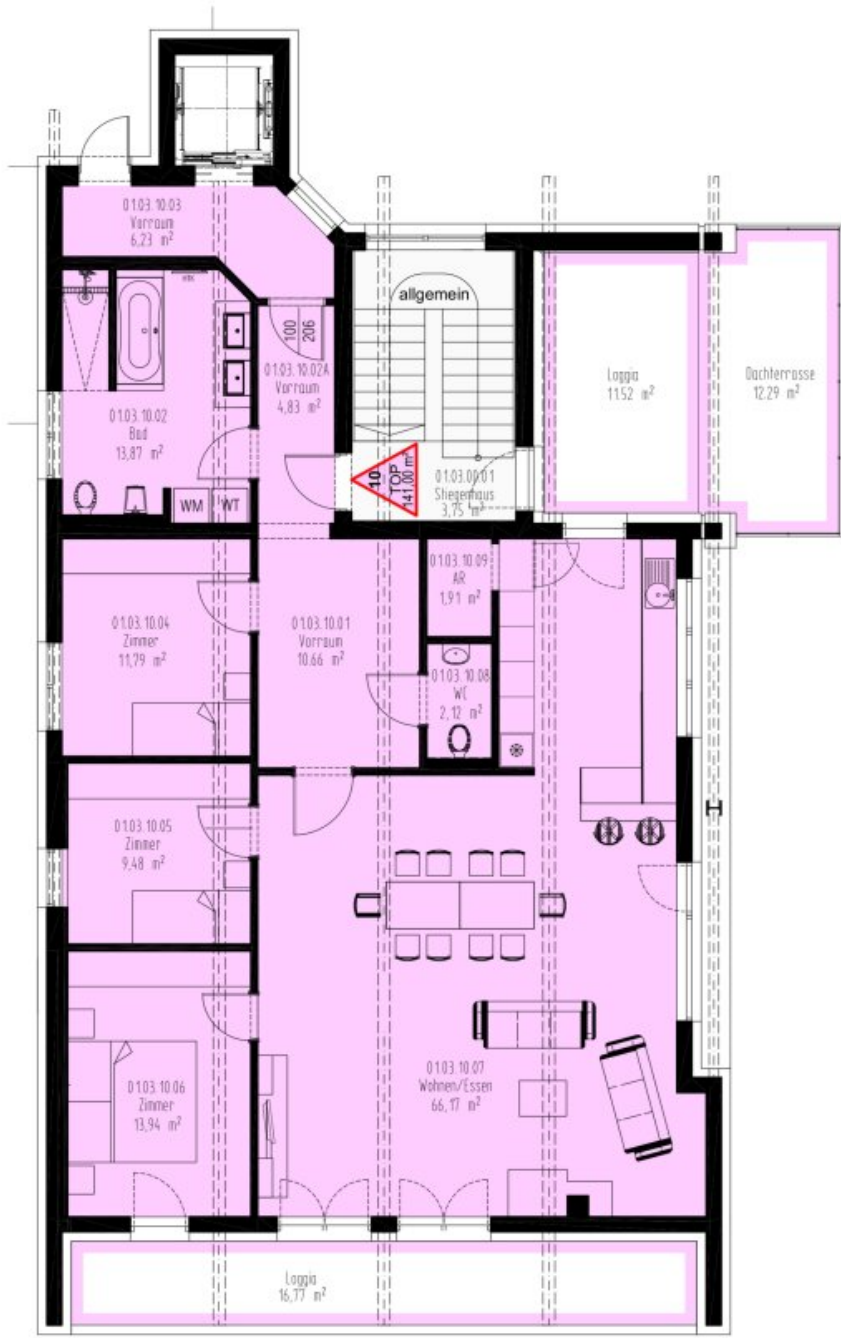 01.03.10.03
Vorraum
6,23 m²
allgemein
100
206
01.03.10.02A
Vorraum
4,83 m²
01.03.10.02
Bad
13,87 m²
WM
WT
10
TOP
141,00 m²
01.03.00.01
Stiegenhaus
3,75 m²
Loggia
11.52 m²
Dachterrasse
12.29 m²
01.03.10.04
Zimmer
11,79 m²
01.03.10.01
Vorraum
10.66 m²
01.03.10.09
AR
1,91 m²
01.03.10.08
WC
2,12 m²
01.03.10.05
Zimmer
9,48 m²
01.03.10.06
Zimmer
13,94 m²
01.03.10.07
Wohnen/Essen
66,17 m²
Loggia
16,77 m²